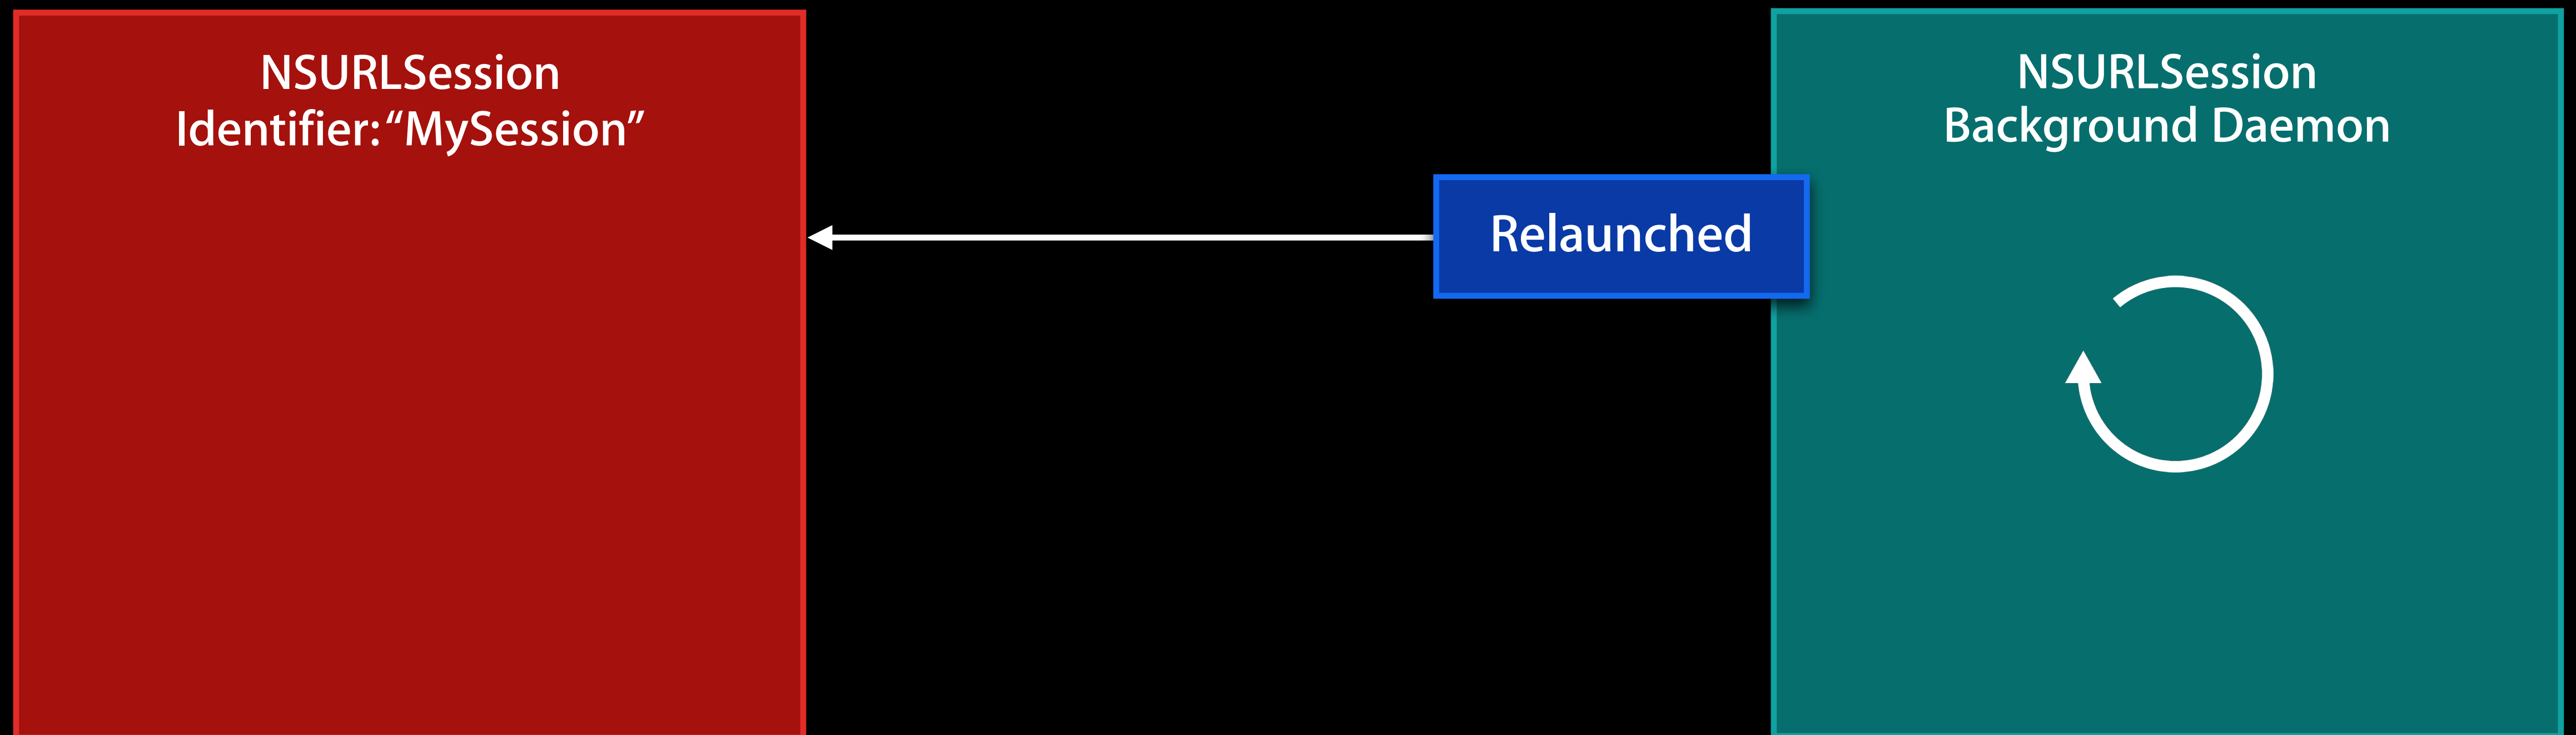 NSURLSession
Identifier: “MySession”
NSURLSession
Background Daemon
Relaunched